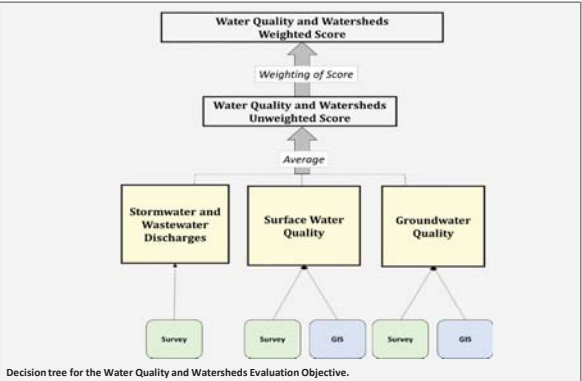 Water Quality and Watersheds
Weighted Score
Weighting of Score
Water Quality and Watersheds
Unweighted Score
Average
Stormwater and
Wastewater
Discharges
Surface Water
Quality
Groundwater
Quality
Survey
Survey
GIS
Survey
GIS
Decision tree for the Water Quality and Watersheds Evaluation Objective.